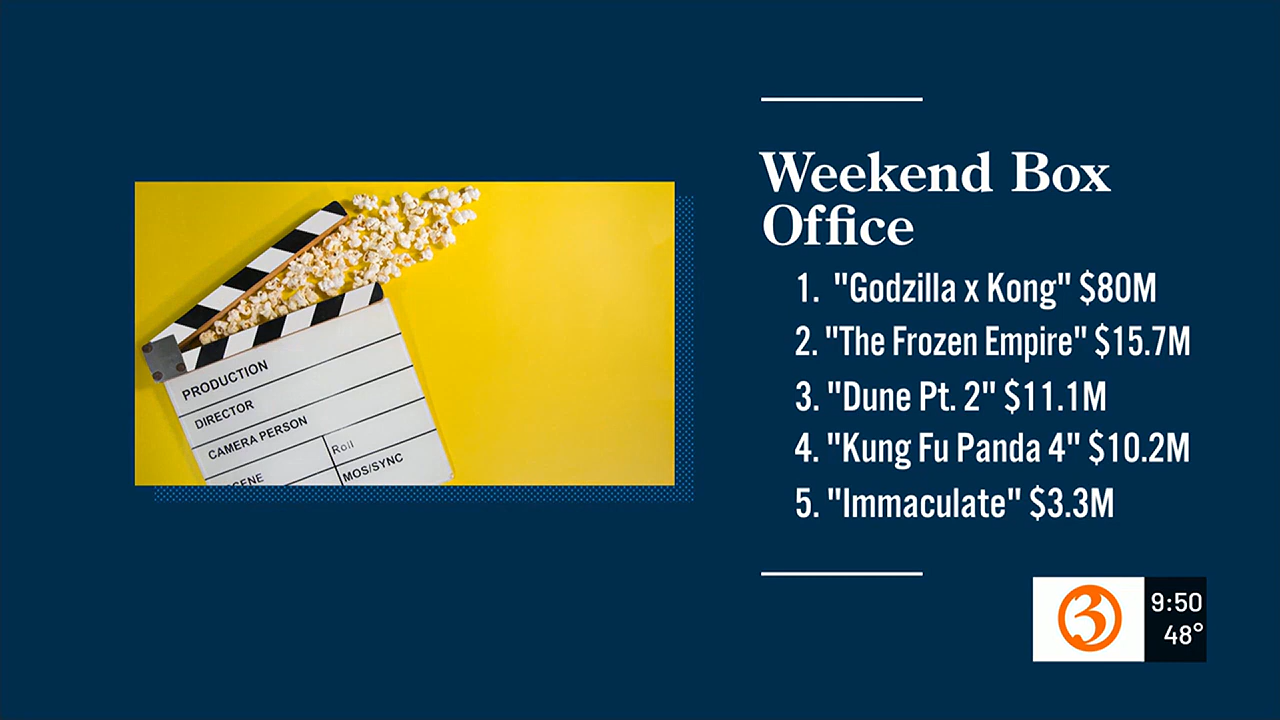 Weekend Box
Office
1. "Godzilla x Kong" $80M
2. "The Frozen Empire" $15.7M
3. "Dune Pt. 2" $11.1M
4. "Kung Fu Panda 4" $10.2M
5. "Immaculate" $3.3M
PRODUCTION
DIRECTOR
CAMERA PERSON
Roll
CENE
MOS/SYNC
3
9:50
48°